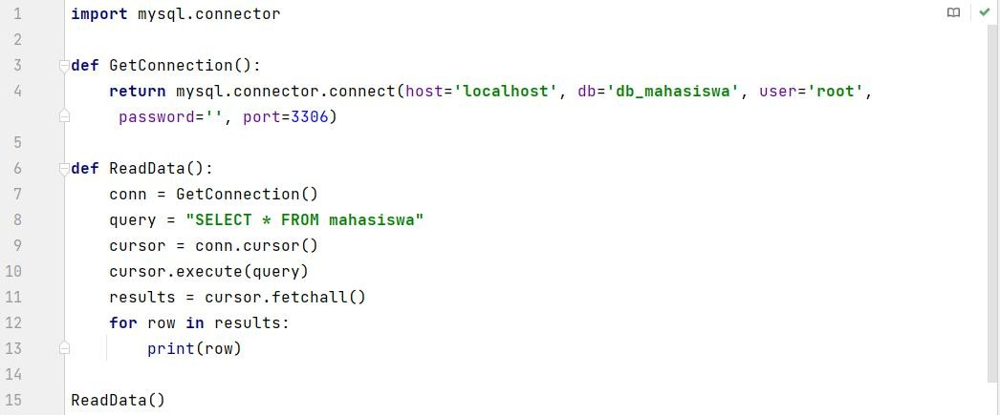 1 import mysql.connector
2
3 def GetConnection():
4     return mysql.connector.connect(host='localhost', db='db_mahasiswa', user='root',
     password='', port=3306)
5
6 def ReadData():
7     conn = GetConnection()
8     query = "SELECT * FROM mahasiswa"
9     cursor = conn.cursor()
10     cursor.execute(query)
11     results = cursor.fetchall()
12     for row in results:
13         print(row)
14
15 ReadData()